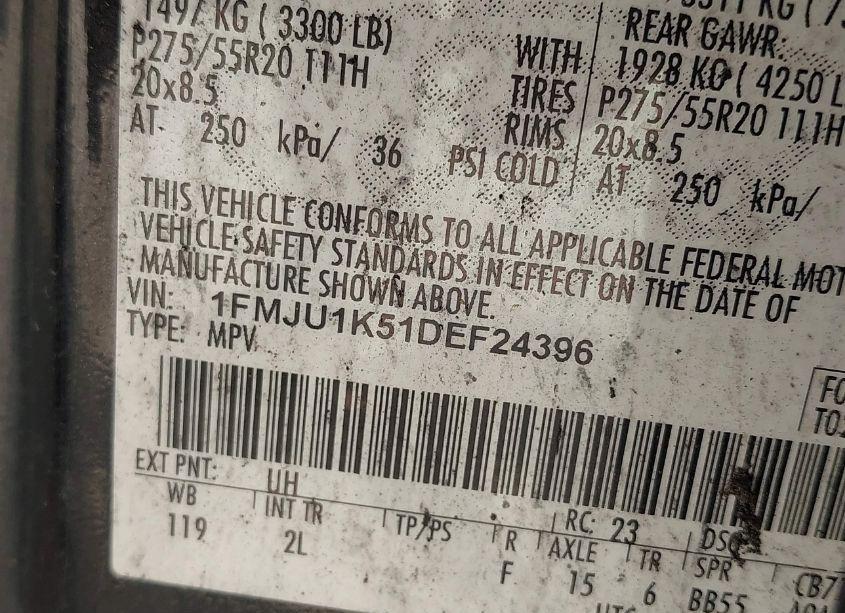 1497 KG ( 3300 LB)
P275/55R20 111H
20x8.5
AT 250 kPa/ 36 PSI COLD
WITH
TIRES
RIMS
REAR GAWR:
1928 KG ( 4250 L
P275/55R20 111H
20x8.5
AT 250 kPa/
THIS VEHICLE CONFORMS TO ALL APPLICABLE FEDERAL MOT
VEHICLE SAFETY STANDARDS IN EFFECT ON THE DATE OF
MANUFACTURE SHOWN ABOVE.
VIN: 1FMJU1K51DEF24396
TYPE: MPV
EXT PNT: UH RC: 23
WB INT TR TP/PS R AXLE TR SPR
119 2L F 15 6 BB55